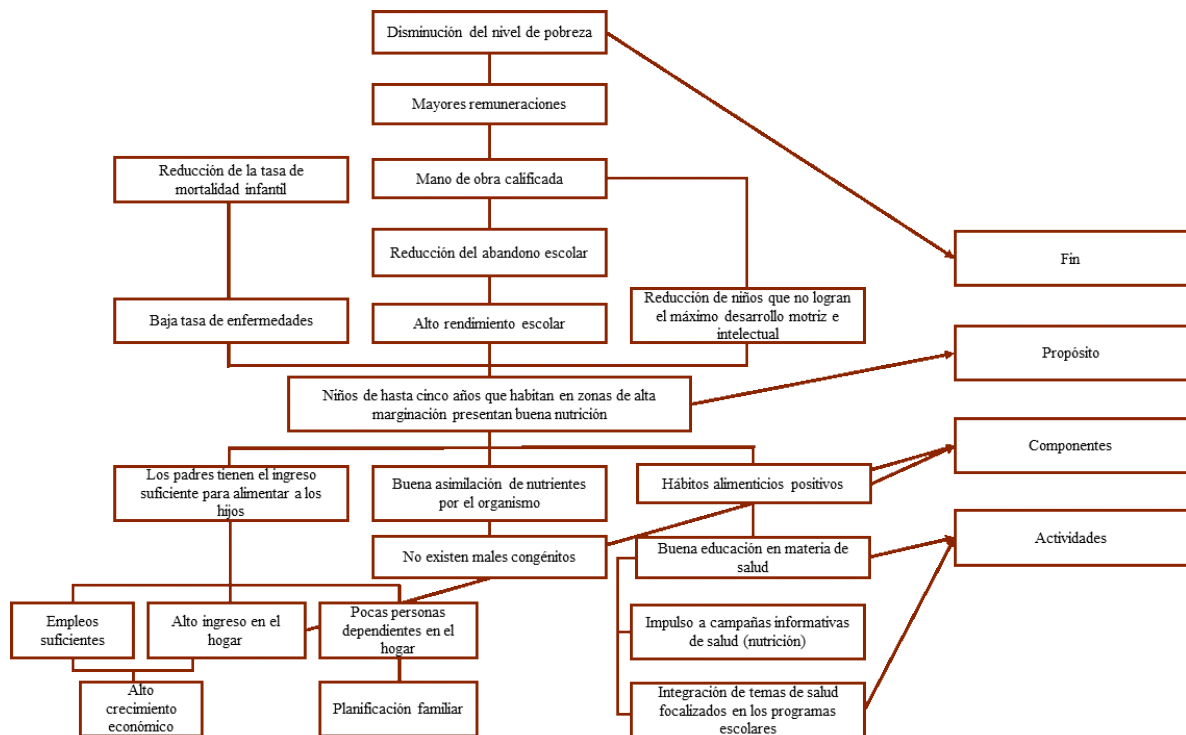 Disminución del nivel de pobreza
Mayores remuneraciones
Reducción de la tasa de
mortalidad infantil
Mano de obra calificada
Reducción del abandono escolar
Fin
Baja tasa de enfermedades
Alto rendimiento escolar
Reducción de niños que no logran
el máximo desarrollo motriz e
intelectual
Propósito
Niños de hasta cinco años que habitan en zonas de alta
marginación presentan buena nutrición
Componentes
Los padres tienen el ingreso
suficiente para alimentar a los
hijos
Buena asimilación de nutrientes
por el organismo
Hábitos alimenticios positivos
Actividades
No existen males congénitos
Buena educación en materia de
salud
Empleos
suficientes
Alto ingreso en el
hogar
Pocas personas
dependientes en el
hogar
Impulso a campañas informativas
de salud (nutrición)
Alto
crecimiento
económico
Planificación familiar
Integración de temas de salud
focalizados en los programas
escolares